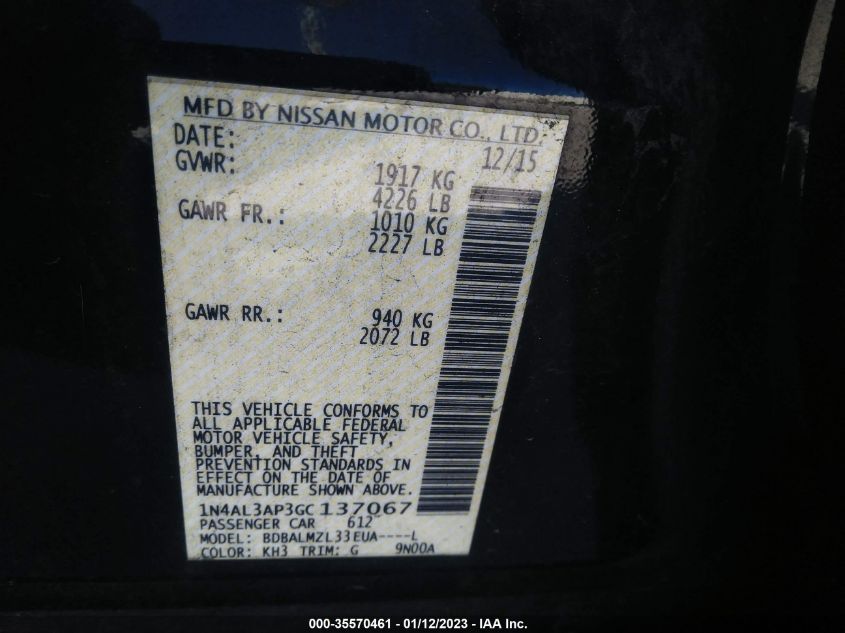 MFD BY NISSAN MOTOR CO., LTD.
DATE: 12/15
GVWR: 1917 KG
4226 LB
GAWR FR.: 1010 KG
2227 LB
GAWR RR.: 940 KG
2072 LB
THIS VEHICLE CONFORMS TO
ALL APPLICABLE FEDERAL
MOTOR VEHICLE SAFETY,
BUMPER, AND THEFT
PREVENTION STANDARDS IN
EFFECT ON THE DATE OF
MANUFACTURE SHOWN ABOVE.
1N4AL3AP3GC137067
PASSENGER CAR 612
MODEL: BDBALMZL33EUA----L
COLOR: KH3 TRIM: G 9N00A
000-35570461 - 01/12/2023 - IAA Inc.